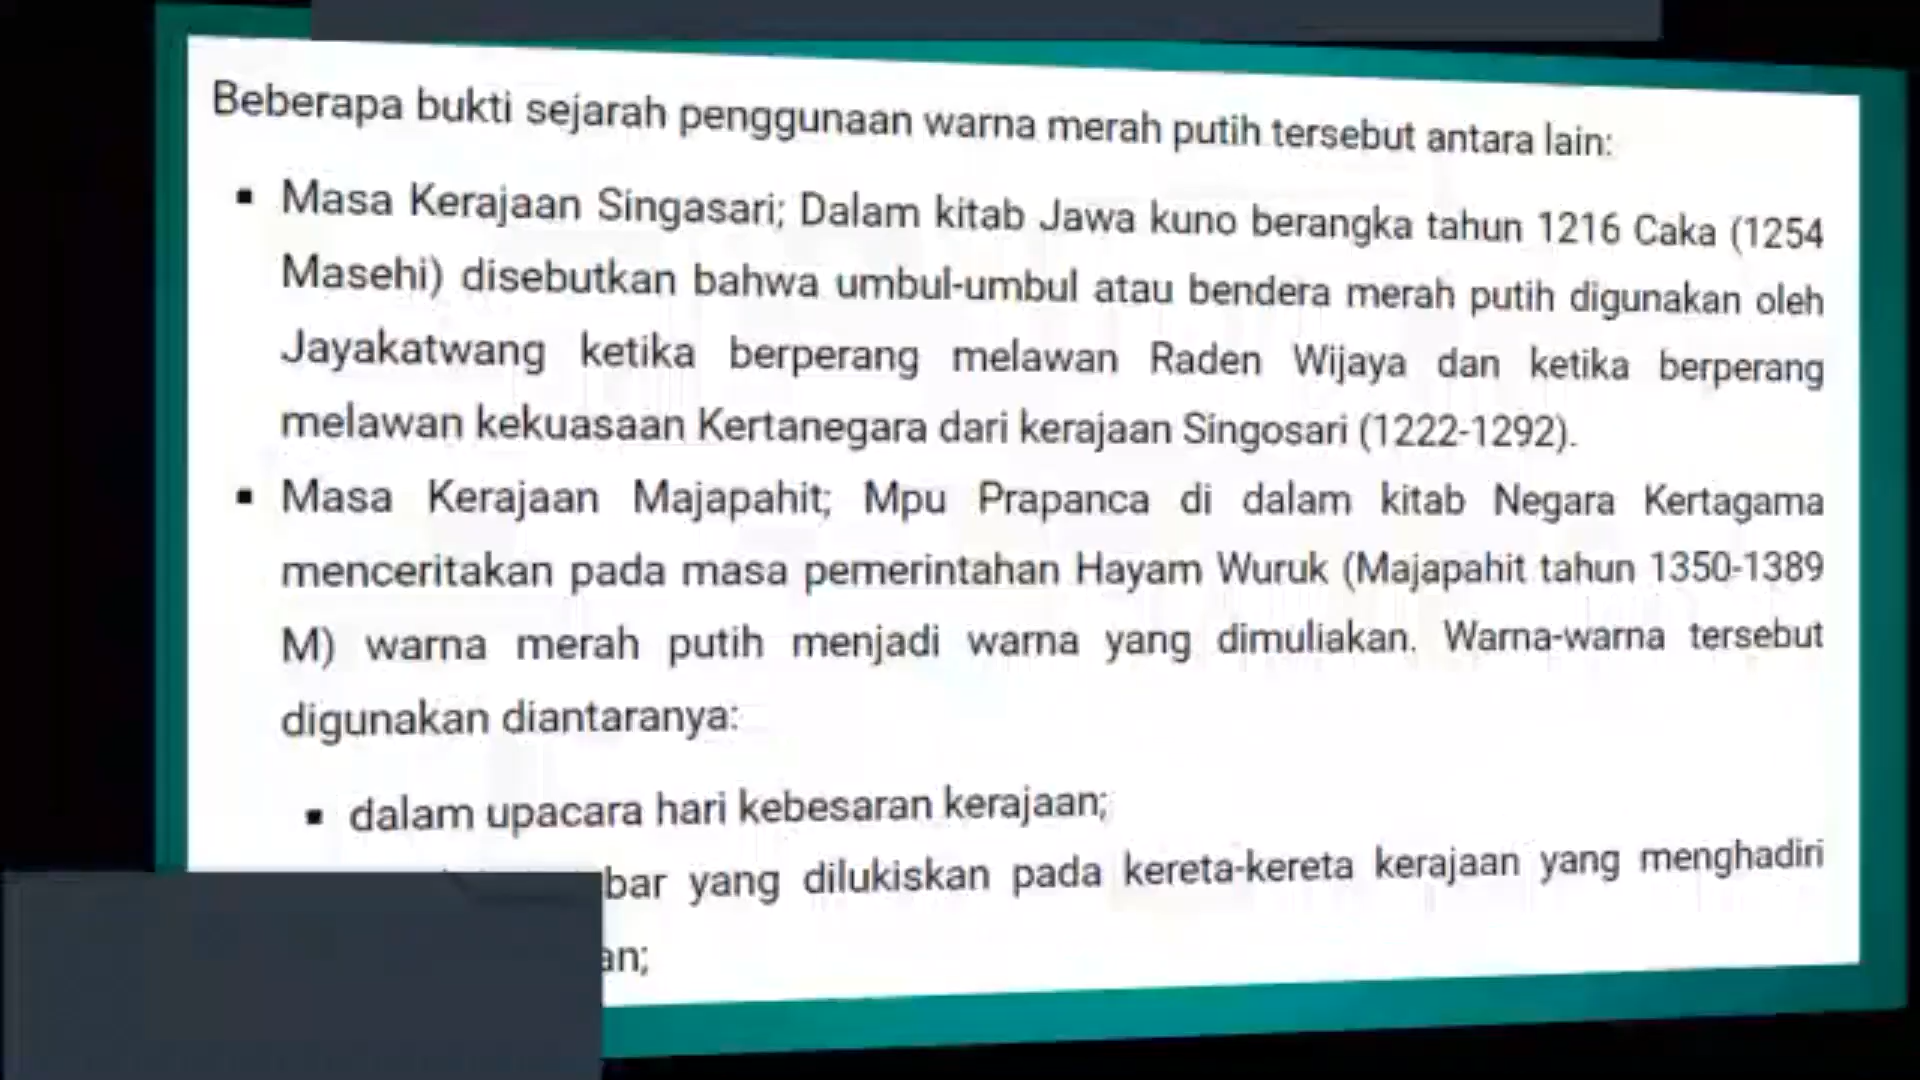 Beberapa bukti sejarah penggunaan warna merah putih tersebut antara lain:
▪ Masa Kerajaan Singasari; Dalam kitab Jawa kuno berangka tahun 1216 Caka (1254
Masehi) disebutkan bahwa umbul-umbul atau bendera merah putih digunakan oleh
Jayakatwang ketika berperang melawan Raden Wijaya dan ketika berperang
melawan kekuasaan Kertanegara dari kerajaan Singosari (1222-1292).
▪ Masa Kerajaan Majapahit; Mpu Prapanca di dalam kitab Negara Kertagama
menceritakan pada masa pemerintahan Hayam Wuruk (Majapahit tahun 1350-1389
M) warna merah putih menjadi warna yang dimuliakan. Warna-warna tersebut
digunakan diantaranya:
▪ dalam upacara hari kebesaran kerajaan;
yang dilukiskan pada kereta-kereta kerajaan yang menghadiri